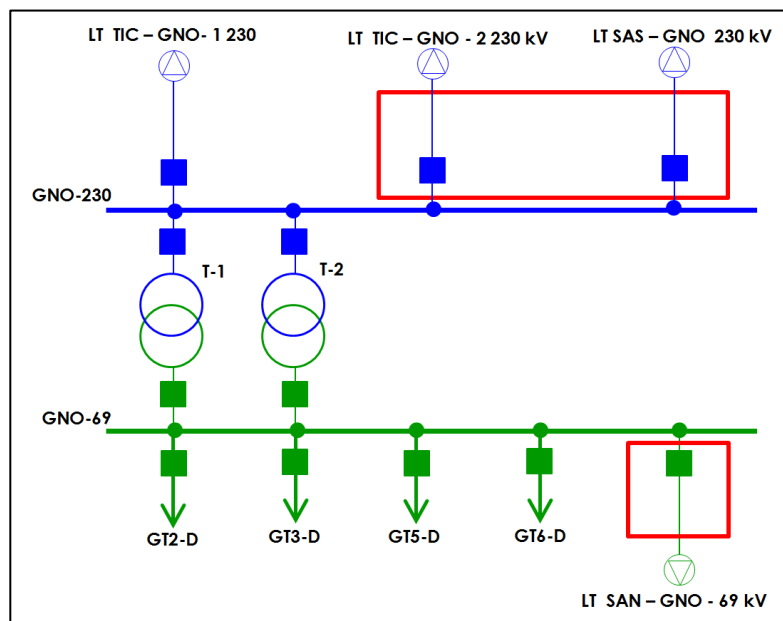 LT TIC – GNO- 1 230
LT TIC – GNO - 2 230 kV
LT SAS – GNO 230 kV
GNO-230
T-1
T-2
GNO-69
GT2-D
GT3-D
GT5-D
GT6-D
LT SAN – GNO - 69 kV